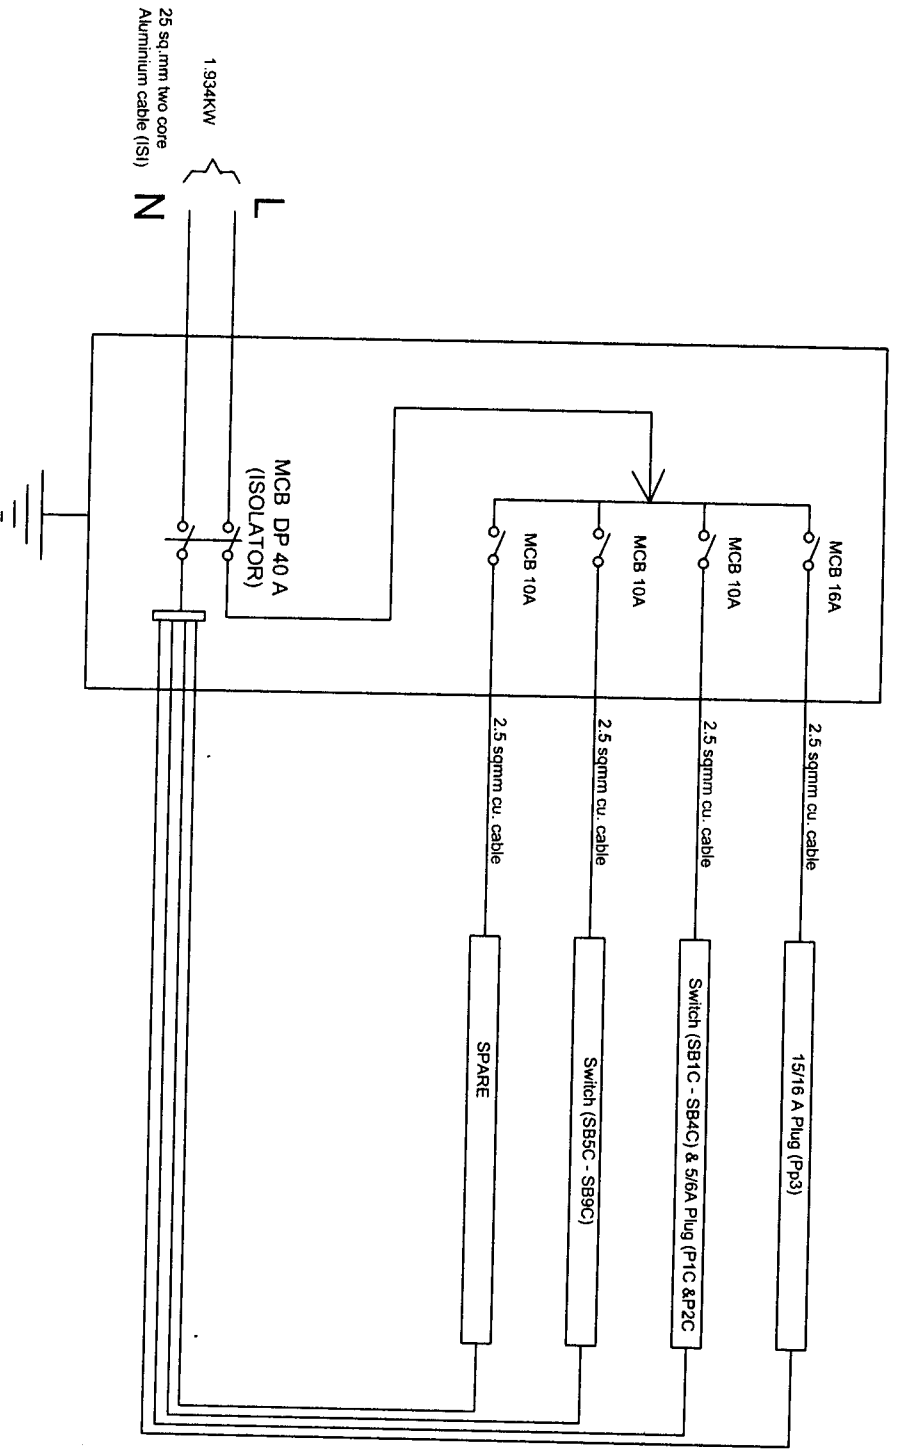 MCB 16A
2.5 sqmm cu. cable
15/16 A Plug (Pp3)
MCB 10A
2.5 sqmm cu. cable
Switch (SB1C - SB4C) & 5/6A Plug (P1C &P2C
MCB 10A
2.5 sqmm cu. cable
Switch (SB5C - SB9C)
MCB 10A
2.5 sqmm cu. cable
SPARE
L
MCB DP 40 A
(ISOLATOR)
1.934KW
N
25 sq.mm two core
Aluminium cable (ISI)